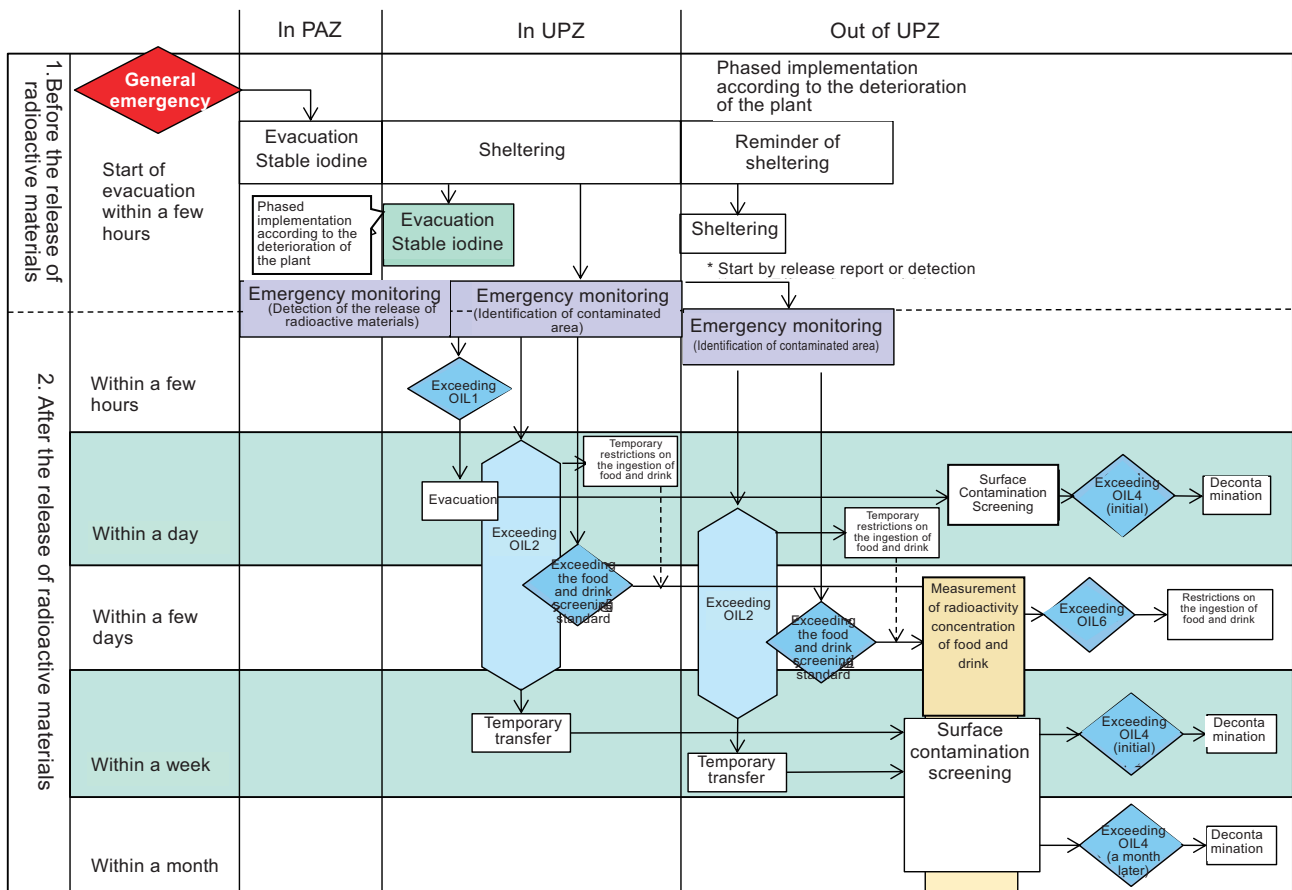 In PAZ
In UPZ
Out of UPZ
1. Before the release of
radioactive materials
General
emergency
Phased implementation
according to the deterioration
of the plant
Evacuation
Stable iodine
Sheltering
Reminder of
sheltering
Start of
evacuation
within a few
hours
Phased
implementation
according to the
deterioration of
the plant
Evacuation
Stable iodine
Sheltering
* Start by release report or detection
Emergency monitoring
(Detection of the release of
radioactive materials)
Emergency monitoring
(Identification of contaminated
area)
Emergency monitoring
(Identification of contaminated area)
2. After the release of radioactive materials
Within a few
hours
Exceeding
OIL1
Within a day
Evacuation
Exceeding
OIL2
Temporary
restrictions on
the ingestion of
food and drink
Temporary
restrictions on
the ingestion of
food and drink
Surface
Contamination
Screening
Exceeding
OIL4
(initial)
Deconta
mination
Within a few
days
Exceeding
the food
and drink
screening
standard
Exceeding
OIL2
Exceeding
the food
and drink
screening
standard
Measurement
of radioactivity
concentration
of food and
drink
Exceeding
OIL6
Restrictions on
the ingestion of
food and drink
Within a week
Temporary
transfer
Temporary
transfer
Surface
contamination
screening
Exceeding
OIL4
(initial)
Deconta
mination
Within a month
Exceeding
OIL4
(a month
later)
Deconta
mination